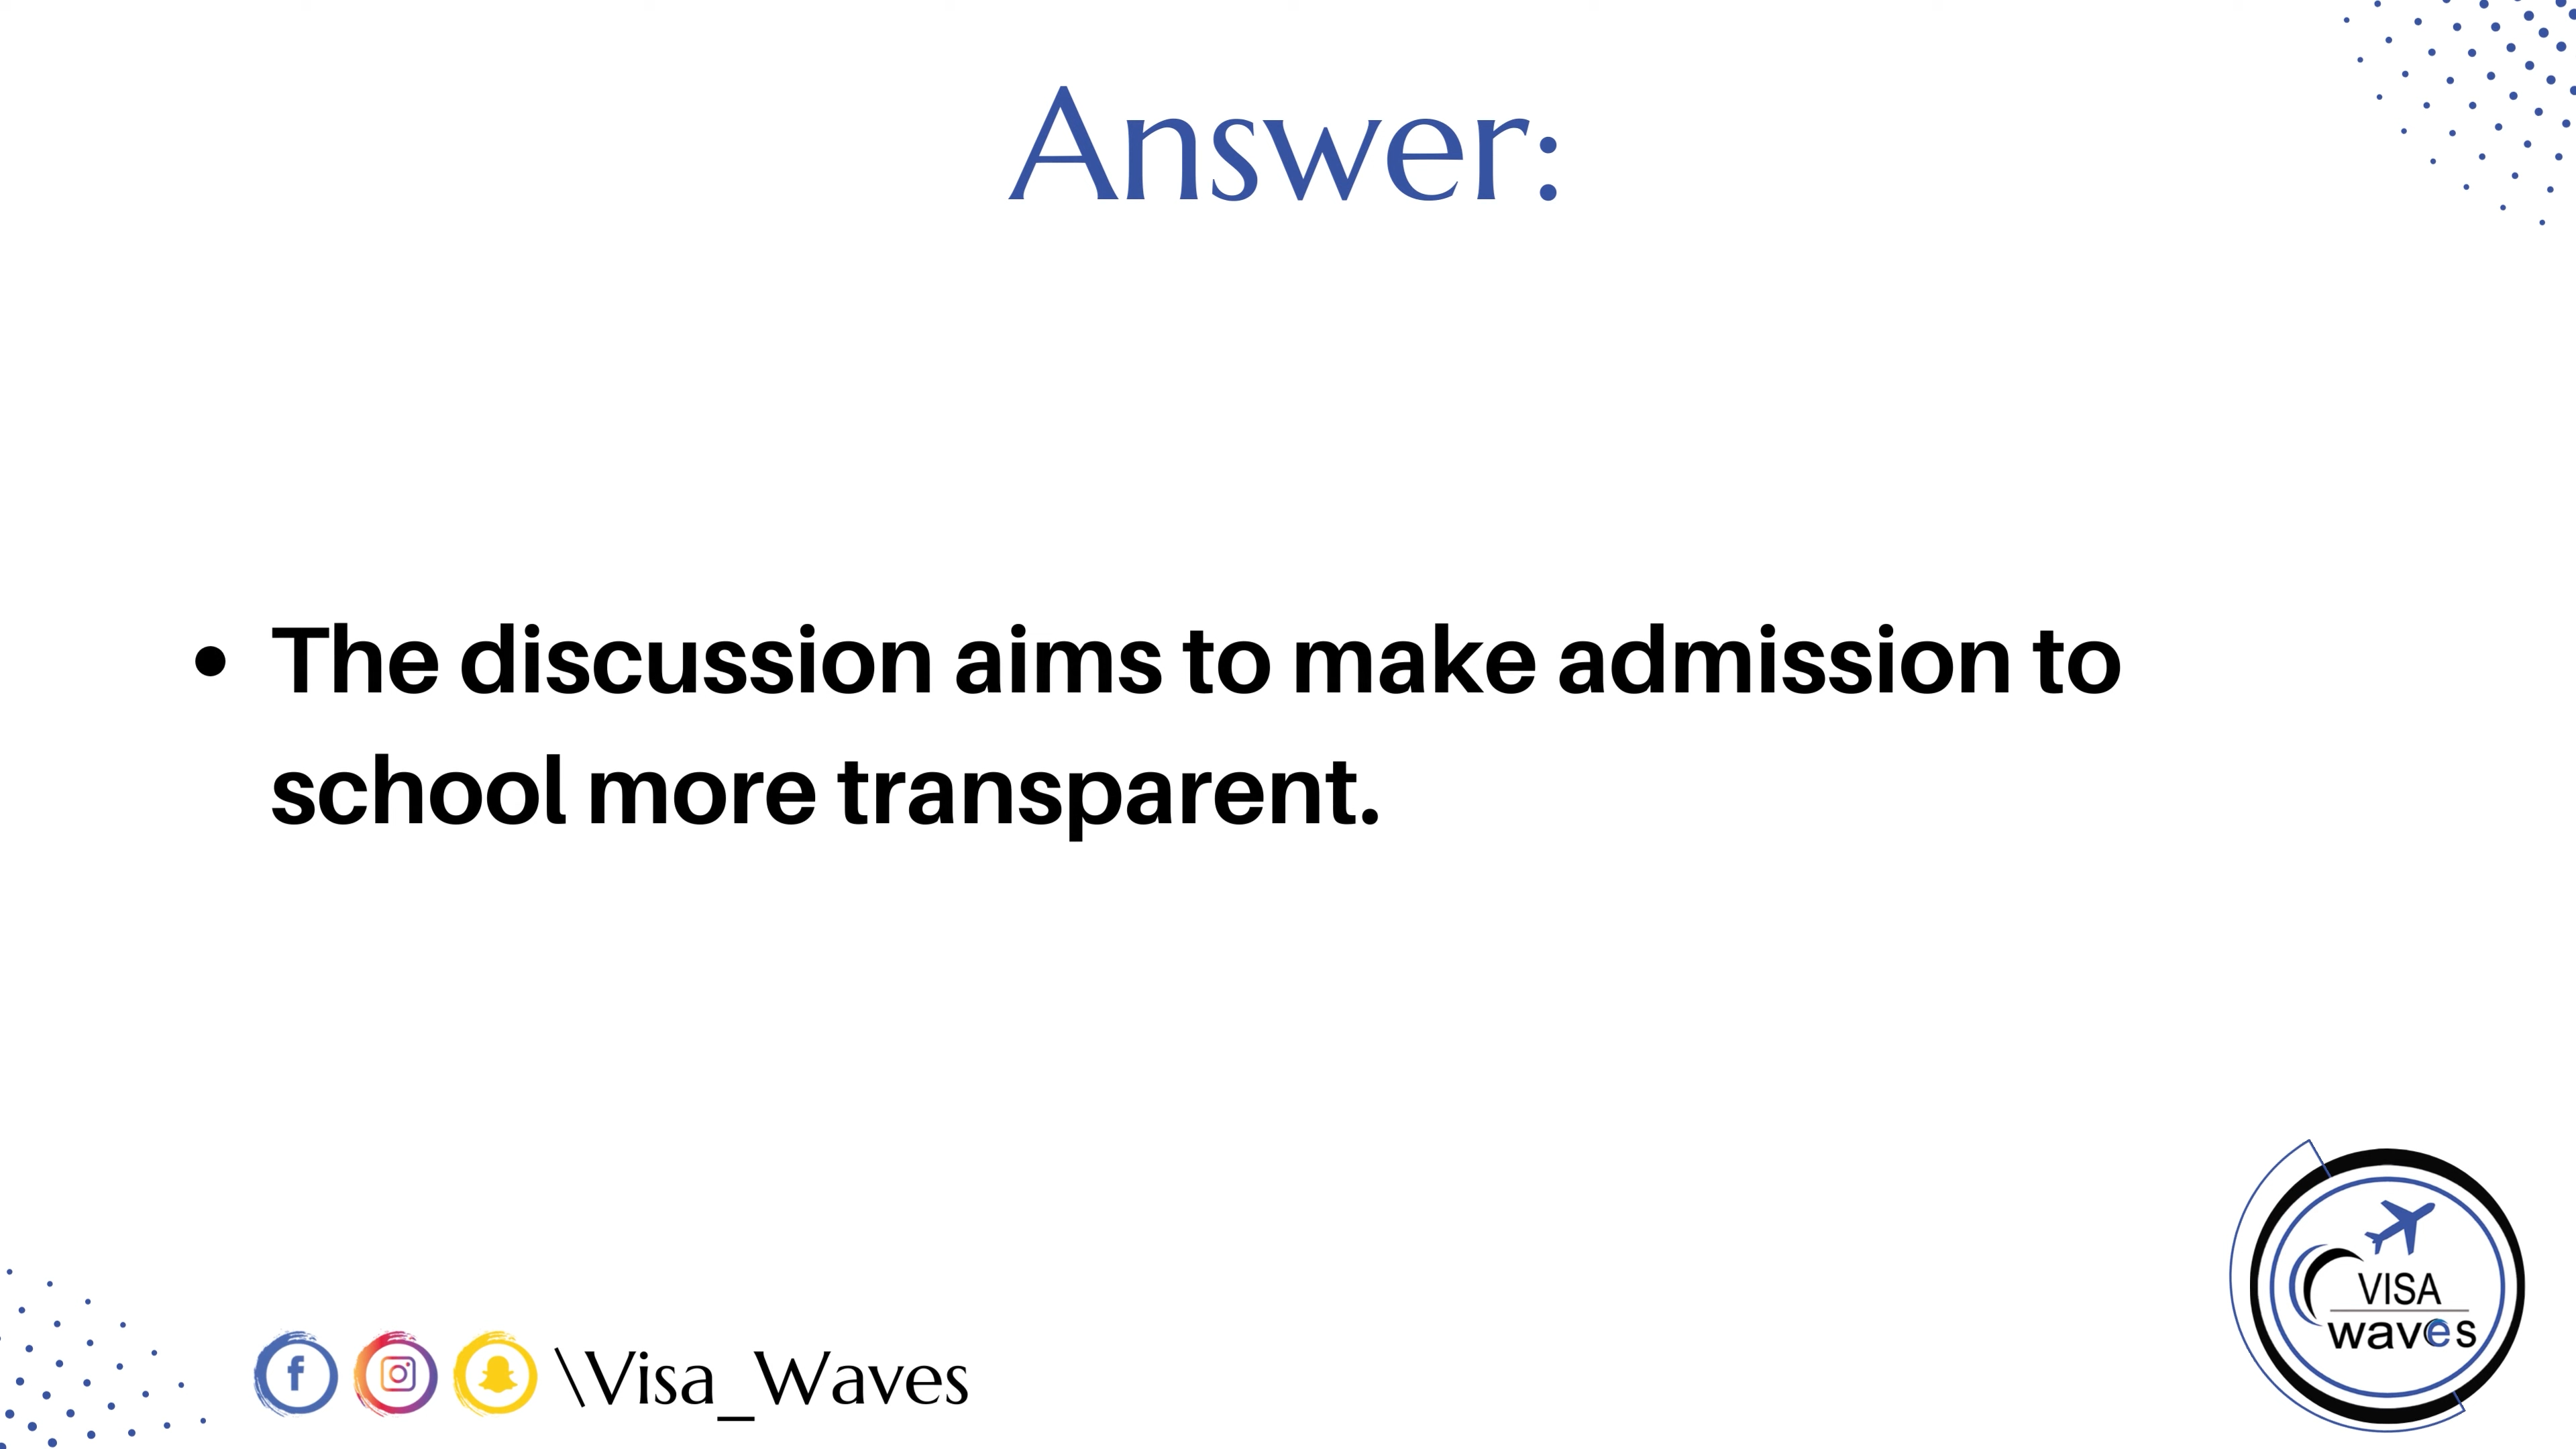 Answer:
• The discussion aims to make admission to
school more transparent.
\Visa_Waves
VISA
waves